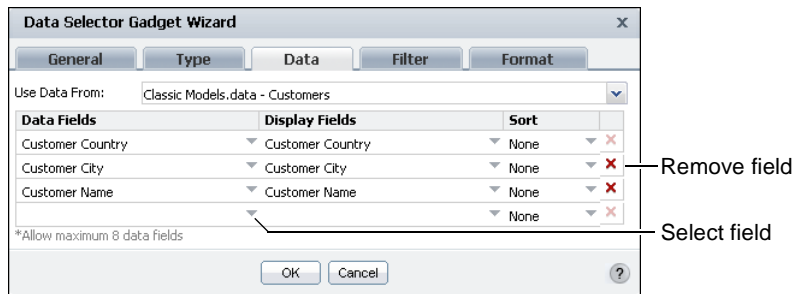 Data Selector Gadget Wizard x
General Type Data Filter Format
Use Data From: Classic Models.data - Customers
Data Fields Display Fields Sort
Customer Country Customer Country None
Customer City Customer City None Remove field
Customer Name Customer Name None
None Select field
*Allow maximum 8 data fields
OK Cancel ?